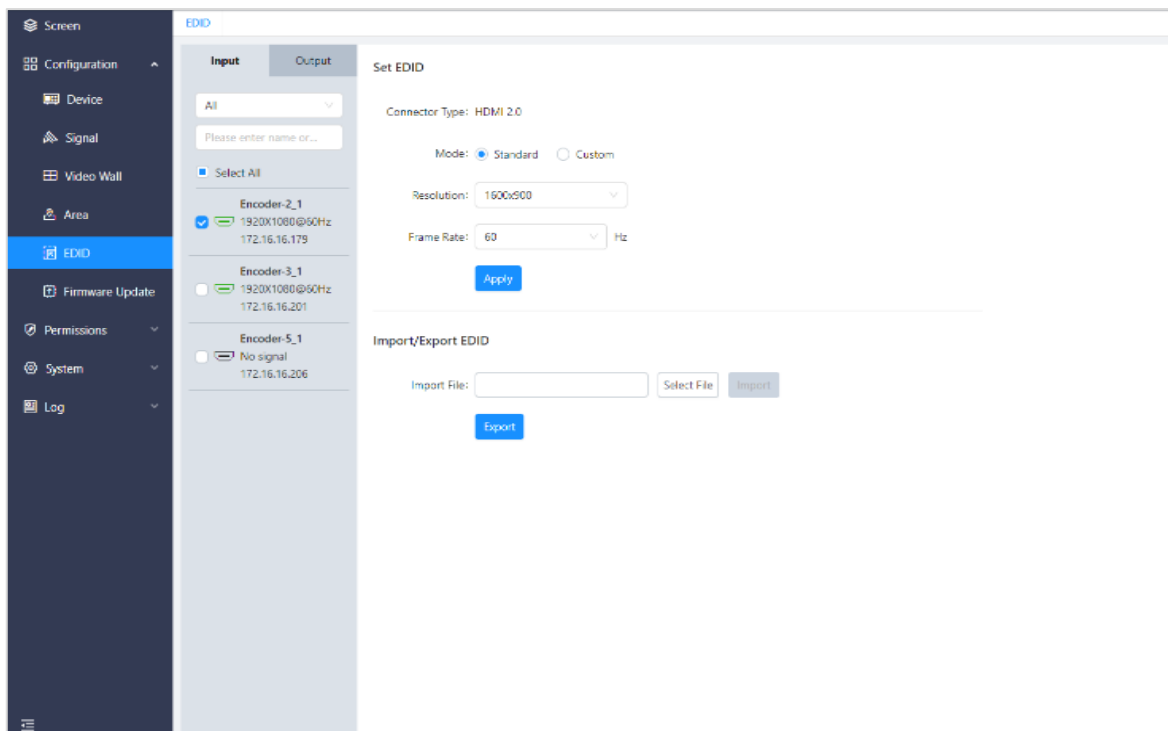 Screen
Configuration
Device
Signal
Video Wall
Area
EDID
Firmware Update
Permissions
System
Log
EDID
Input Output
All
Please enter name or...
Select All
Encoder-2_1
1920X1080@60Hz
172.16.16.179
Encoder-3_1
1920X1080@60Hz
172.16.16.201
Encoder-5_1
No signal
172.16.16.206
Set EDID
Connector Type: HDMI 2.0
Mode: Standard Custom
Resolution: 1600x900
Frame Rate: 60 Hz
Apply
Import/Export EDID
Import File: Select File Import
Export